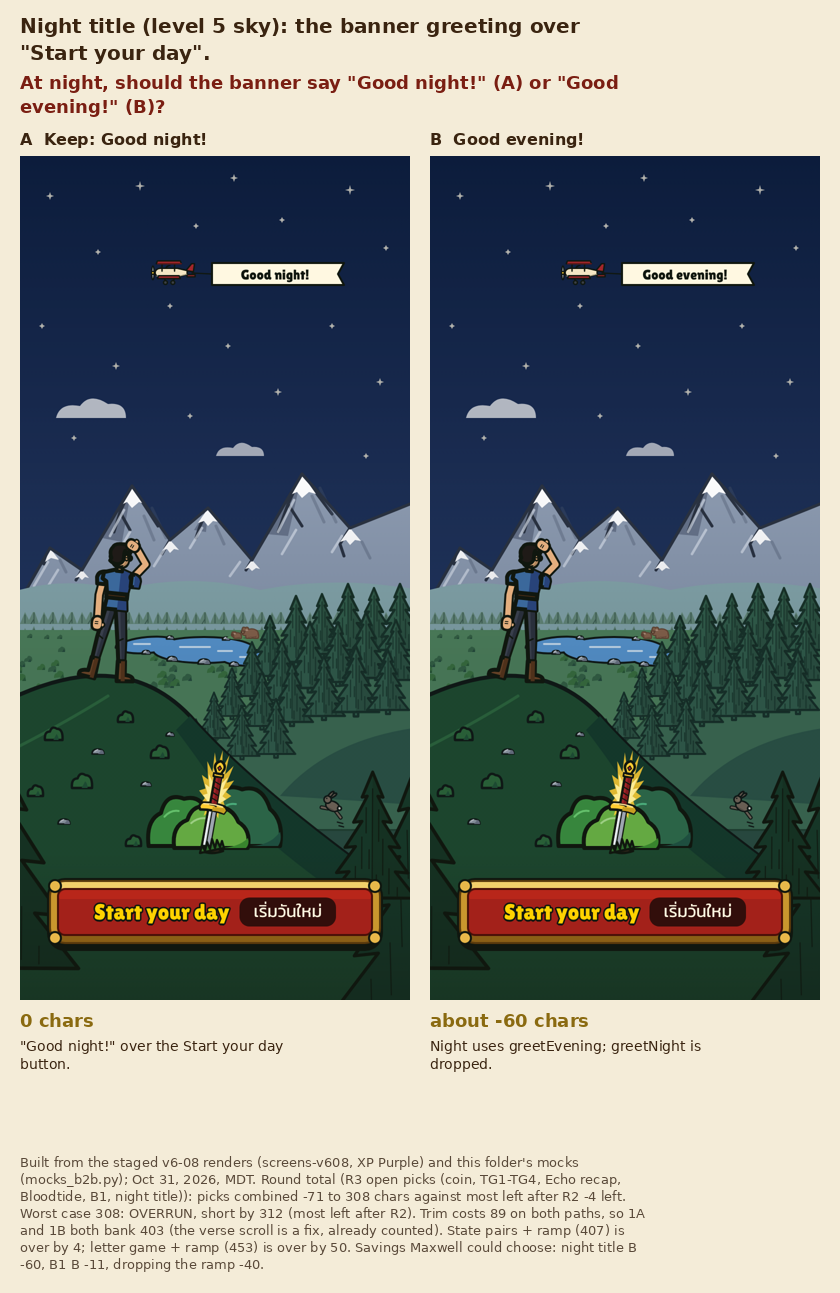 Night title (level 5 sky): the banner greeting over
"Start your day".
At night, should the banner say "Good night!" (A) or "Good
evening!" (B)?
A Keep: Good night!
B Good evening!
Good night!
Good evening!
Start your day เริ่มวันใหม่
Start your day เริ่มวันใหม่
0 chars
about -60 chars
"Good night!" over the Start your day
button.
Night uses greetEvening; greetNight is
dropped.
Built from the staged v6-08 renders (screens-v608, XP Purple) and this folder's mocks
(mocks_b2b.py); Oct 31, 2026, MDT. Round total (R3 open picks (coin, TG1-TG4, Echo recap,
Bloodtide, B1, night title)): picks combined -71 to 308 chars against most left after R2 -4 left.
Worst case 308: OVERRUN, short by 312 (most left after R2). Trim costs 89 on both paths, so 1A
and 1B both bank 403 (the verse scroll is a fix, already counted). State pairs + ramp (407) is
over by 4; letter game + ramp (453) is over by 50. Savings Maxwell could choose: night title B
-60, B1 B -11, dropping the ramp -40.